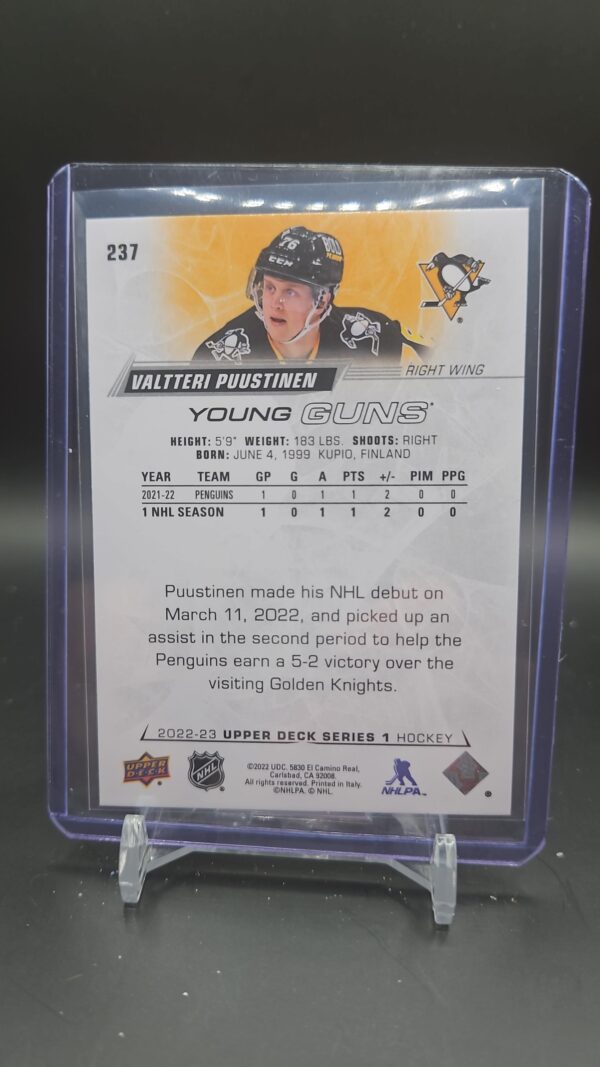 237
76
CCM
VALTTERI PUUSTINEN
RIGHT WING
YOUNG GUNS®
HEIGHT: 5'9" WEIGHT: 183 LBS. SHOOTS: RIGHT
BORN: JUNE 4, 1999 KUPIO, FINLAND
YEAR TEAM GP G A PTS +/- PIM PPG
2021-22 PENGUINS 1 0 1 1 2 0 0
1 NHL SEASON 1 0 1 1 2 0 0
Puustinen made his NHL debut on
March 11, 2022, and picked up an
assist in the second period to help the
Penguins earn a 5-2 victory over the
visiting Golden Knights.
2022-23 UPPER DECK SERIES 1 HOCKEY
UPPER DECK
NHL
©2022 UDC. 5830 El Camino Real,
Carlsbad, CA 92008.
All rights reserved. Printed in Italy.
©NHLPA. © NHL.
NHLPA™